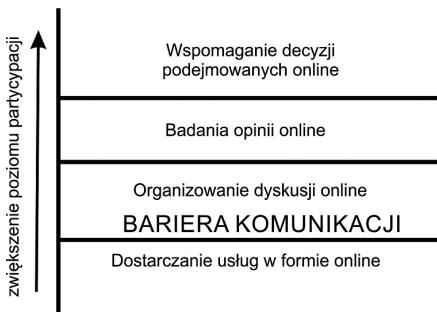 zwiększenie poziomu partycypacji
Wspomaganie decyzji
podejmowanych online
Badania opinii online
Organizowanie dyskusji online
BARIERA KOMUNIKACJI
Dostarczanie usług w formie online